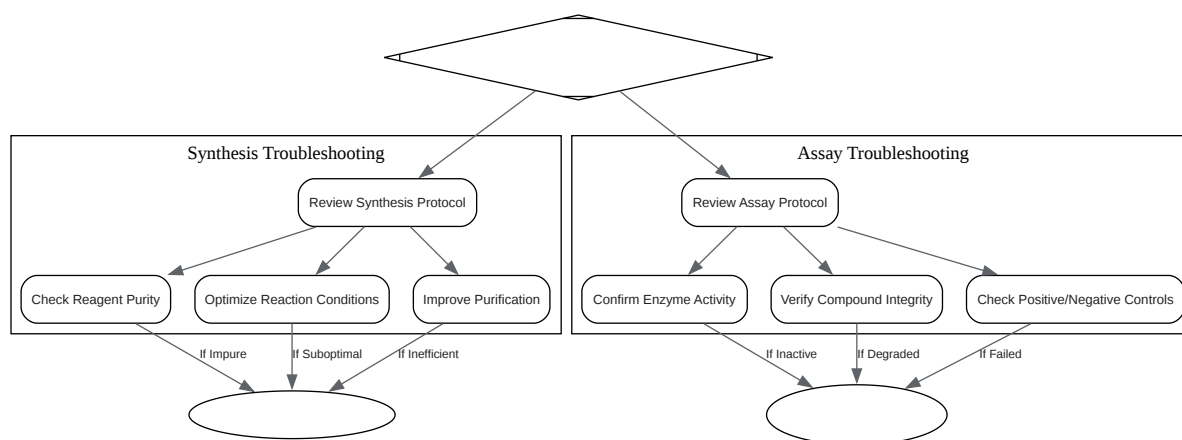 Synthesis Troubleshooting
Assay Troubleshooting
Review Synthesis Protocol
Review Assay Protocol
Check Reagent Purity
Optimize Reaction Conditions
Improve Purification
Confirm Enzyme Activity
Verify Compound Integrity
Check Positive/Negative Controls
If Impure
If Suboptimal
If Inefficient
If Inactive
If Degraded
If Failed